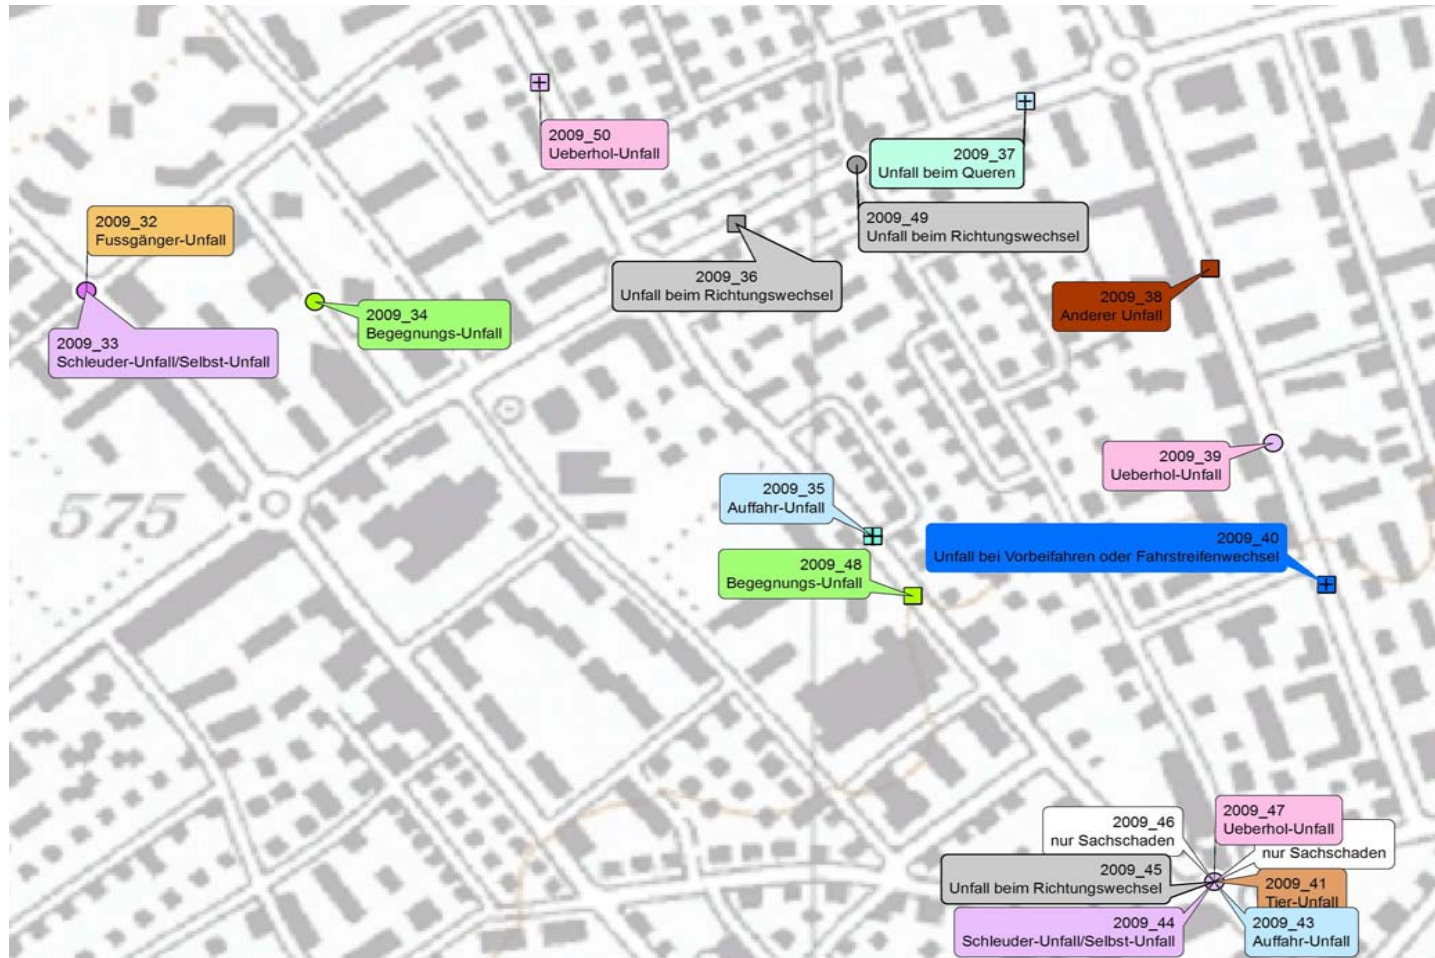 2009_50
Ueberhol-Unfall
2009_37
Unfall beim Queren
2009_32
Fussgänger-Unfall
2009_49
Unfall beim Richtungswechsel
2009_36
Unfall beim Richtungswechsel
2009_38
Anderer Unfall
2009_34
Begegnungs-Unfall
2009_33
Schleuder-Unfall/Selbst-Unfall
2009_39
Ueberhol-Unfall
575
2009_35
Auffahr-Unfall
2009_40
Unfall bei Vorbeifahren oder Fahrstreifenwechsel
2009_48
Begegnungs-Unfall
2009_46
nur Sachschaden
2009_47
Ueberhol-Unfall
nur Sachschaden
2009_45
Unfall beim Richtungswechsel
2009_41
Tier-Unfall
2009_44
Schleuder-Unfall/Selbst-Unfall
2009_43
Auffahr-Unfall